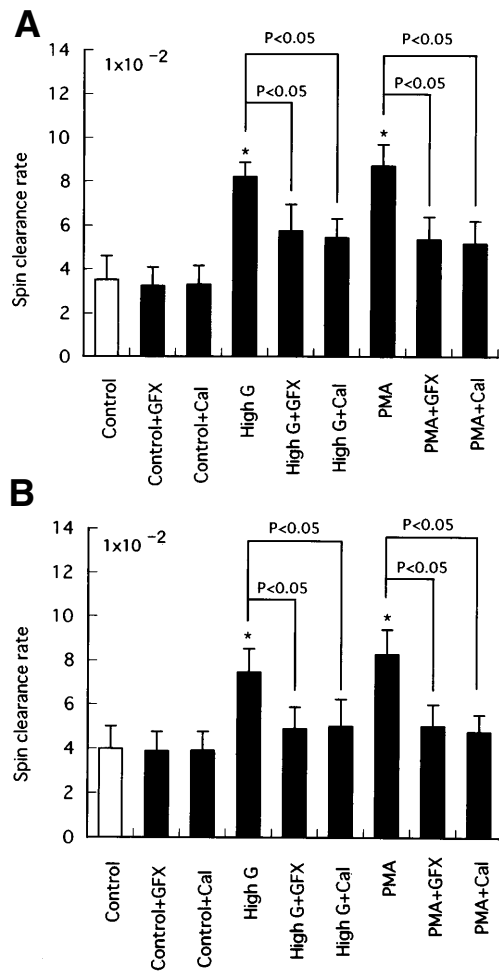 A
14
12
10
8
6
4
2
0
Spin clearance rate
1x10 -2
P<0.05
P<0.05
P<0.05
P<0.05
*
*
Control
Control+GFX
Control+Cal
High G
High G+GFX
High G+Cal
PMA
PMA+GFX
PMA+Cal
B
14
12
10
8
6
4
2
0
Spin clearance rate
1x10 -2
P<0.05
P<0.05
P<0.05
P<0.05
*
*
Control
Control+GFX
Control+Cal
High G
High G+GFX
High G+Cal
PMA
PMA+GFX
PMA+Cal